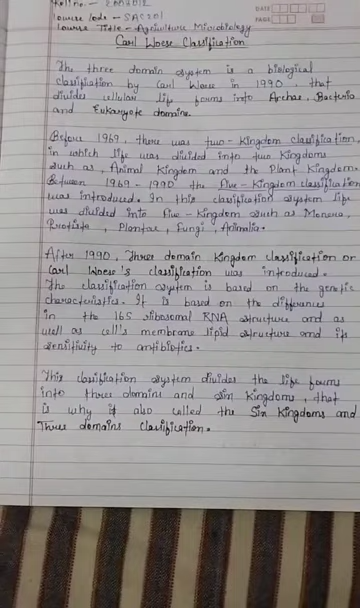 DATE
PAGE
Course Code - SAC201
Course Title - Agriculture Microbiology
Carl Woese Classification
The three domain system is a biological
classification by Carl Woese in 1990, that
divides cellular life forms into Archae, Bacteria
and Eukaryote domains.
Before 1969, there was two-kingdom classification,
in which life was divided into two kingdoms
such as, Animal Kingdom and the Plant Kingdom.
Between 1969-1990 the five-kingdom classification
was introduced. In this classification system life
was divided into five-kingdom such as Monera,
Protista, Plantae, Fungi, Animalia.
After 1990, three domain kingdom classification or
Carl Woese's classification was introduced.
The classification system is based on the genetic
characteristics. It is based on the differences
in the 16S ribosomal RNA structure and as
well as cell's membrane lipid structure and its
sensitivity to antibiotics.
This classification system divides the life forms
into three domains and six kingdoms, that
is why it also called the Six Kingdoms and
Three domains classification.